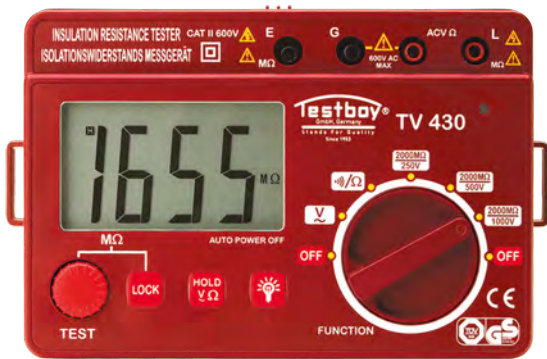 INSULATION RESISTANCE TESTER CAT II 600V
ISOLATIONSWIDERSTANDS MESSGERÄT
E
MΩ
G
600V AC
MAX
ACV Ω
L
MΩ
H
1655 MΩ
Testboy®
GmbH, Germany
Stands For Quality
Since 1953
TV 430
MΩ
AUTO POWER OFF
TEST
LOCK
HOLD
V Ω
OFF
V
/Ω
2000MΩ
250V
2000MΩ
500V
2000MΩ
1000V
OFF
FUNCTION
CE
TÜV
GS